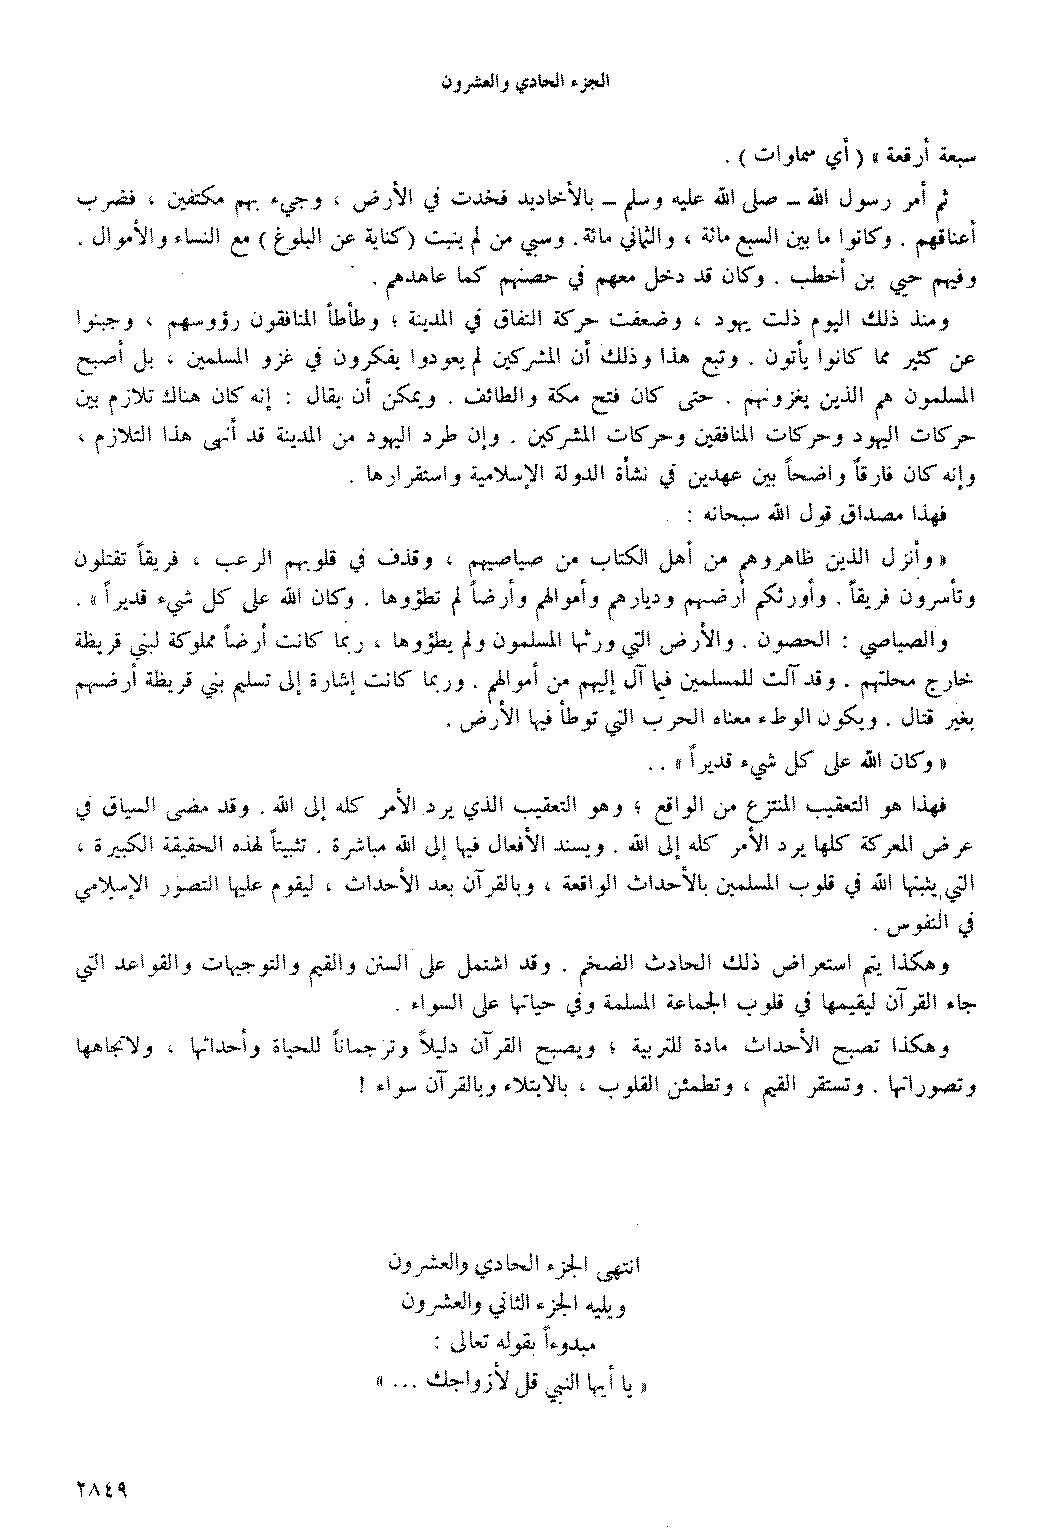 الجزء الحادي والعشرون
سبعة أرقعة » ( أي سماوات ) .
ثم أمر رسول الله – صلى الله عليه وسلم – بالأخاديد فخدت في الأرض ، وجيء بهم مكتفين ، فضرب
أعناقهم . وكانوا ما بين السبع مائة ، والثماني مائة . وسبي من لم ينبت ( كناية عن البلوغ ) مع النساء والأموال .
وفيهم حيي بن أخطب . وكان قد دخل معهم في حصنهم كما عاهدهم .
ومنذ ذلك اليوم ذلت يهود ، وضعفت حركة النفاق في المدينة ؛ وطأطأ المنافقون رؤوسهم ، وجبنوا
عن كثير مما كانوا يأتون . وتبع هذا وذلك أن المشركين لم يعودوا يفكرون في غزو المسلمين ، بل أصبح
المسلمون هم الذين يغزونهم . حتى كان فتح مكة والطائف . ويمكن أن يقال : إنه كان هناك تلازم بين
حركات اليهود وحركات المنافقين وحركات المشركين . وإن طرد اليهود من المدينة قد أنهى هذا التلازم ،
وإنه كان فارقاً واضحاً بين عهدين في نشأة الدولة الإسلامية واستقرارها .
فهذا مصداق قول الله سبحانه :
« وأنزل الذين ظاهروهم من أهل الكتاب من صياصيهم ، وقذف في قلوبهم الرعب ، فريقاً تقتلون
وتأسرون فريقاً . وأورثكم أرضهم وديارهم وأموالهم وأرضاً لم تطؤوها . وكان الله على كل شيء قديراً » .
والصياصي : الحصون . والأرض التي ورثها المسلمون ولم يطؤوها ، ربما كانت أرضاً مملوكة لبني قريظة
خارج محلتهم . وقد آلت للمسلمين فيما آل إليهم من أموالهم . وربما كانت إشارة إلى تسليم بني قريظة أرضهم
بغير قتال . ويكون الوطء معناه الحرب التي توطأ فيها الأرض .
« وكان الله على كل شيء قديراً » . .
فهذا هو التعقيب المنتزع من الواقع ؛ وهو التعقيب الذي يرد الأمر كله إلى الله . وقد مضى السياق في
عرض المعركة كلها يرد الأمر كله إلى الله . ويسند الأفعال فيها إلى الله مباشرة . تثبيتاً لهذه الحقيقة الكبيرة ،
التي يثبتها الله في قلوب المسلمين بالأحداث الواقعة ، وبالقرآن بعد الأحداث ، ليقوم عليها التصور الإسلامي
في النفوس .
وهكذا يتم استعراض ذلك الحادث الضخم . وقد اشتمل على السنن والقيم والتوجيهات والقواعد التي
جاء القرآن ليقيمها في قلوب الجماعة المسلمة وفي حياتها على السواء .
وهكذا تصبح الأحداث مادة للتربية ؛ ويصبح القرآن دليلاً وترجماناً للحياة وأحداثها ، ولاتجاهها
وتصوراتها . وتستقر القيم ، وتطمئن القلوب ، بالابتلاء وبالقرآن سواء !
انتهى الجزء الحادي والعشرون
ويليه الجزء الثاني والعشرون
مبدوءاً بقوله تعالى :
« يا أيها النبي قل لأزواجك ... »
٢٨٤٩